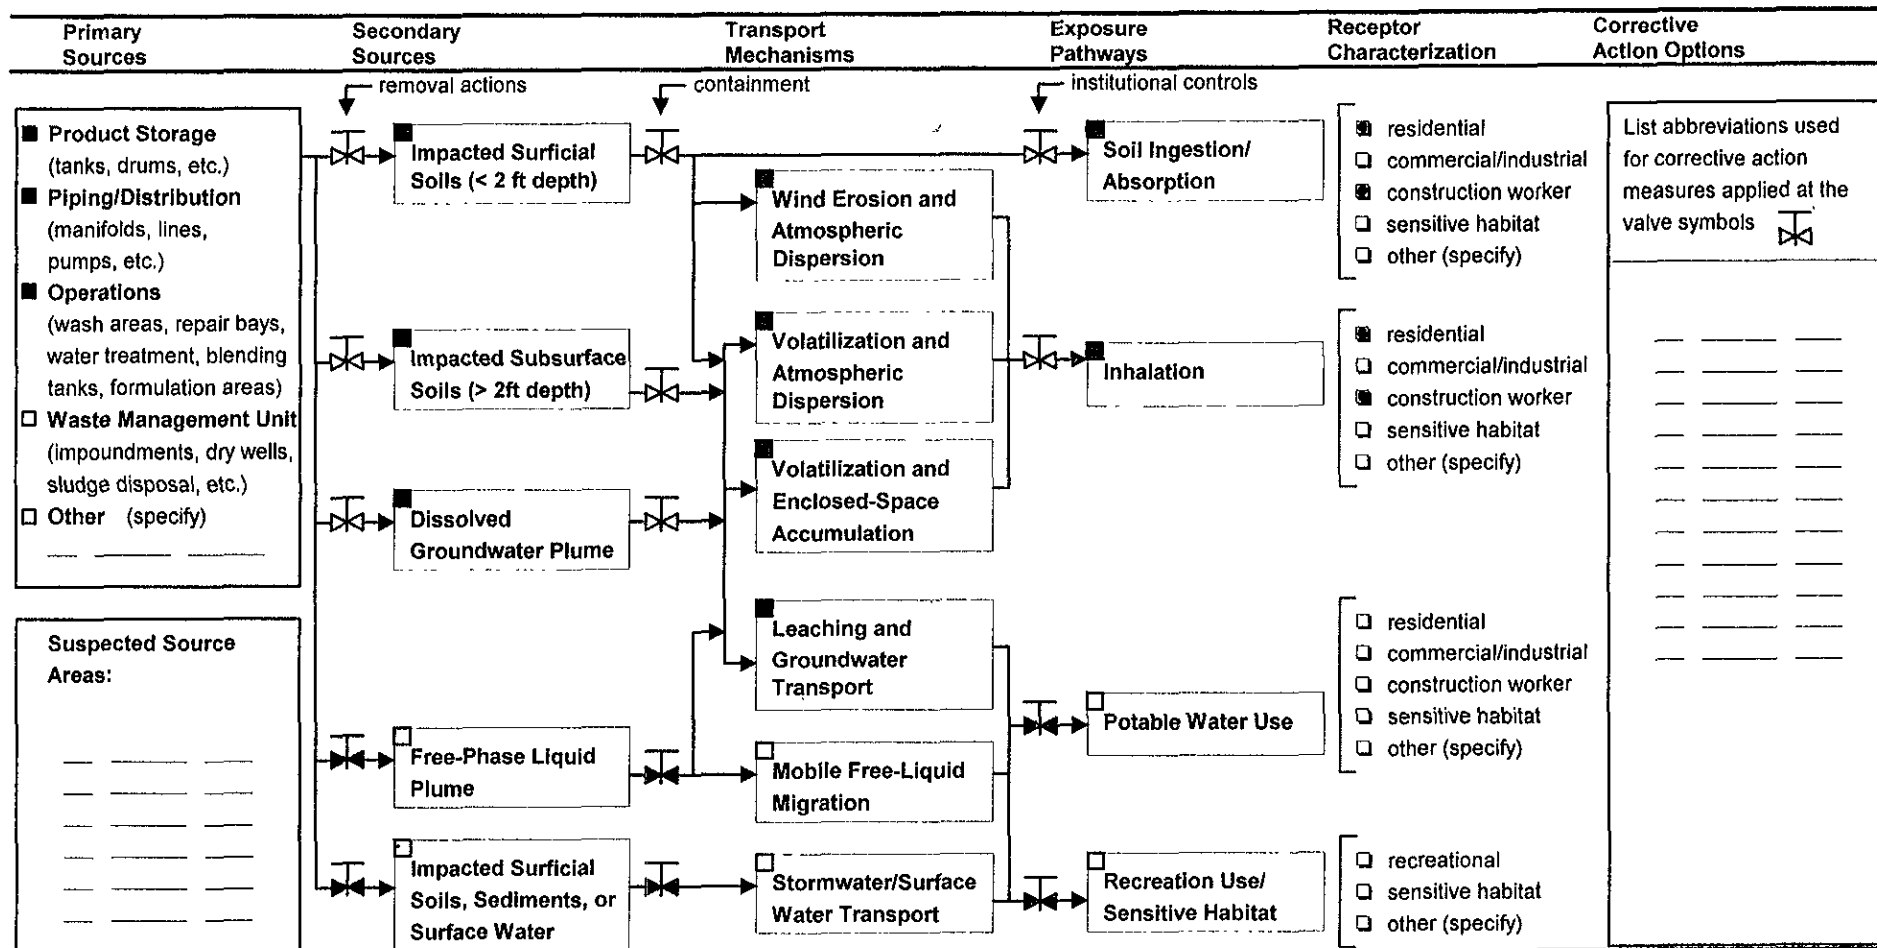 Primary
Sources
Secondary
Sources
Transport
Mechanisms
Exposure
Pathways
Receptor
Characterization
Corrective
Action Options
removal actions
containment
institutional controls
Product Storage
(tanks, drums, etc.)
Piping/Distribution
(manifolds, lines,
pumps, etc.)
Operations
(wash areas, repair bays,
water treatment, blending
tanks, formulation areas)
Waste Management Unit
(impoundments, dry wells,
sludge disposal, etc.)
Other (specify)
Suspected Source
Areas:
Impacted Surficial
Soils (< 2 ft depth)
Impacted Subsurface
Soils (> 2ft depth)
Dissolved
Groundwater Plume
Free-Phase Liquid
Plume
Impacted Surficial
Soils, Sediments, or
Surface Water
Wind Erosion and
Atmospheric
Dispersion
Volatilization and
Atmospheric
Dispersion
Volatilization and
Enclosed-Space
Accumulation
Leaching and
Groundwater
Transport
Mobile Free-Liquid
Migration
Stormwater/Surface
Water Transport
Soil Ingestion/
Absorption
Inhalation
Potable Water Use
Recreation Use/
Sensitive Habitat
residential
commercial/industrial
construction worker
sensitive habitat
other (specify)
residential
commercial/industrial
construction worker
sensitive habitat
other (specify)
residential
commercial/industrial
construction worker
sensitive habitat
other (specify)
recreational
sensitive habitat
other (specify)
List abbreviations used
for corrective action
measures applied at the
valve symbols